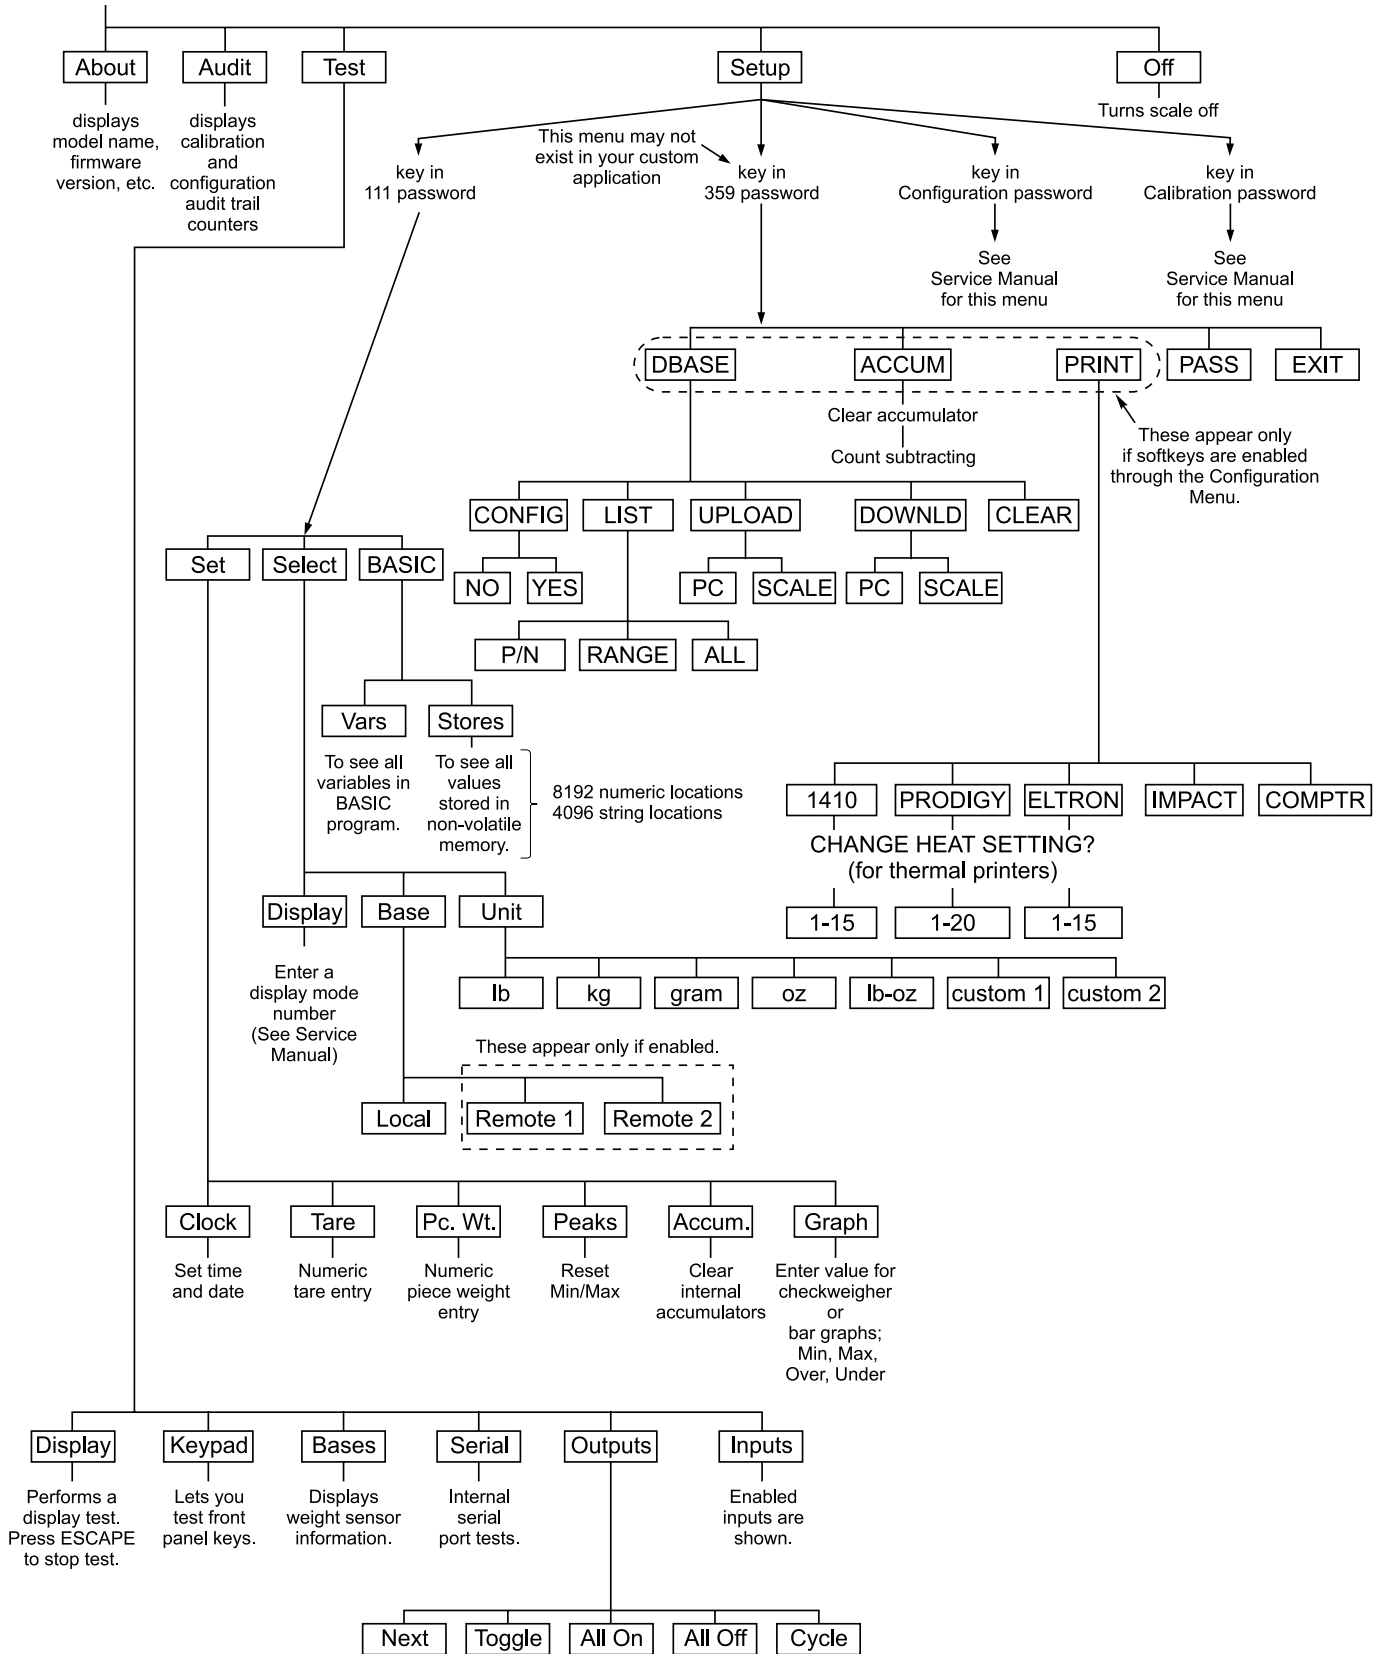 About
Audit
Test
Setup
Off
displays
model name,
firmware
version, etc.
displays
calibration
and
configuration
audit trail
counters
Turns scale off
key in
111 password
This menu may not
exist in your custom
application
key in
359 password
key in
Configuration password
key in
Calibration password
See
Service Manual
for this menu
See
Service Manual
for this menu
DBASE
ACCUM
PRINT
PASS
EXIT
Clear accumulator
Count subtracting
These appear only
if softkeys are enabled
through the Configuration
Menu.
CONFIG
LIST
UPLOAD
DOWNLD
CLEAR
NO
YES
PC
SCALE
PC
SCALE
P/N
RANGE
ALL
Set
Select
BASIC
Vars
Stores
To see all
variables in
BASIC
program.
To see all
values
stored in
non-volatile
memory.
8192 numeric locations
4096 string locations
1410
PRODIGY
ELTRON
IMPACT
COMPTR
CHANGE HEAT SETTING?
(for thermal printers)
1-15
1-20
1-15
Display
Base
Unit
Enter a
display mode
number
(See Service
Manual)
lb
kg
gram
oz
lb-oz
custom 1
custom 2
These appear only if enabled.
Local
Remote 1
Remote 2
Clock
Tare
Pc. Wt.
Peaks
Accum.
Graph
Set time
and date
Numeric
tare entry
Numeric
piece weight
entry
Reset
Min/Max
Clear
internal
accumulators
Enter value for
checkweigher
or
bar graphs;
Min, Max,
Over, Under
Display
Keypad
Bases
Serial
Outputs
Inputs
Performs a
display test.
Press ESCAPE
to stop test.
Lets you
test front
panel keys.
Displays
weight sensor
information.
Internal
serial
port tests.
Enabled
inputs are
shown.
Next
Toggle
All On
All Off
Cycle